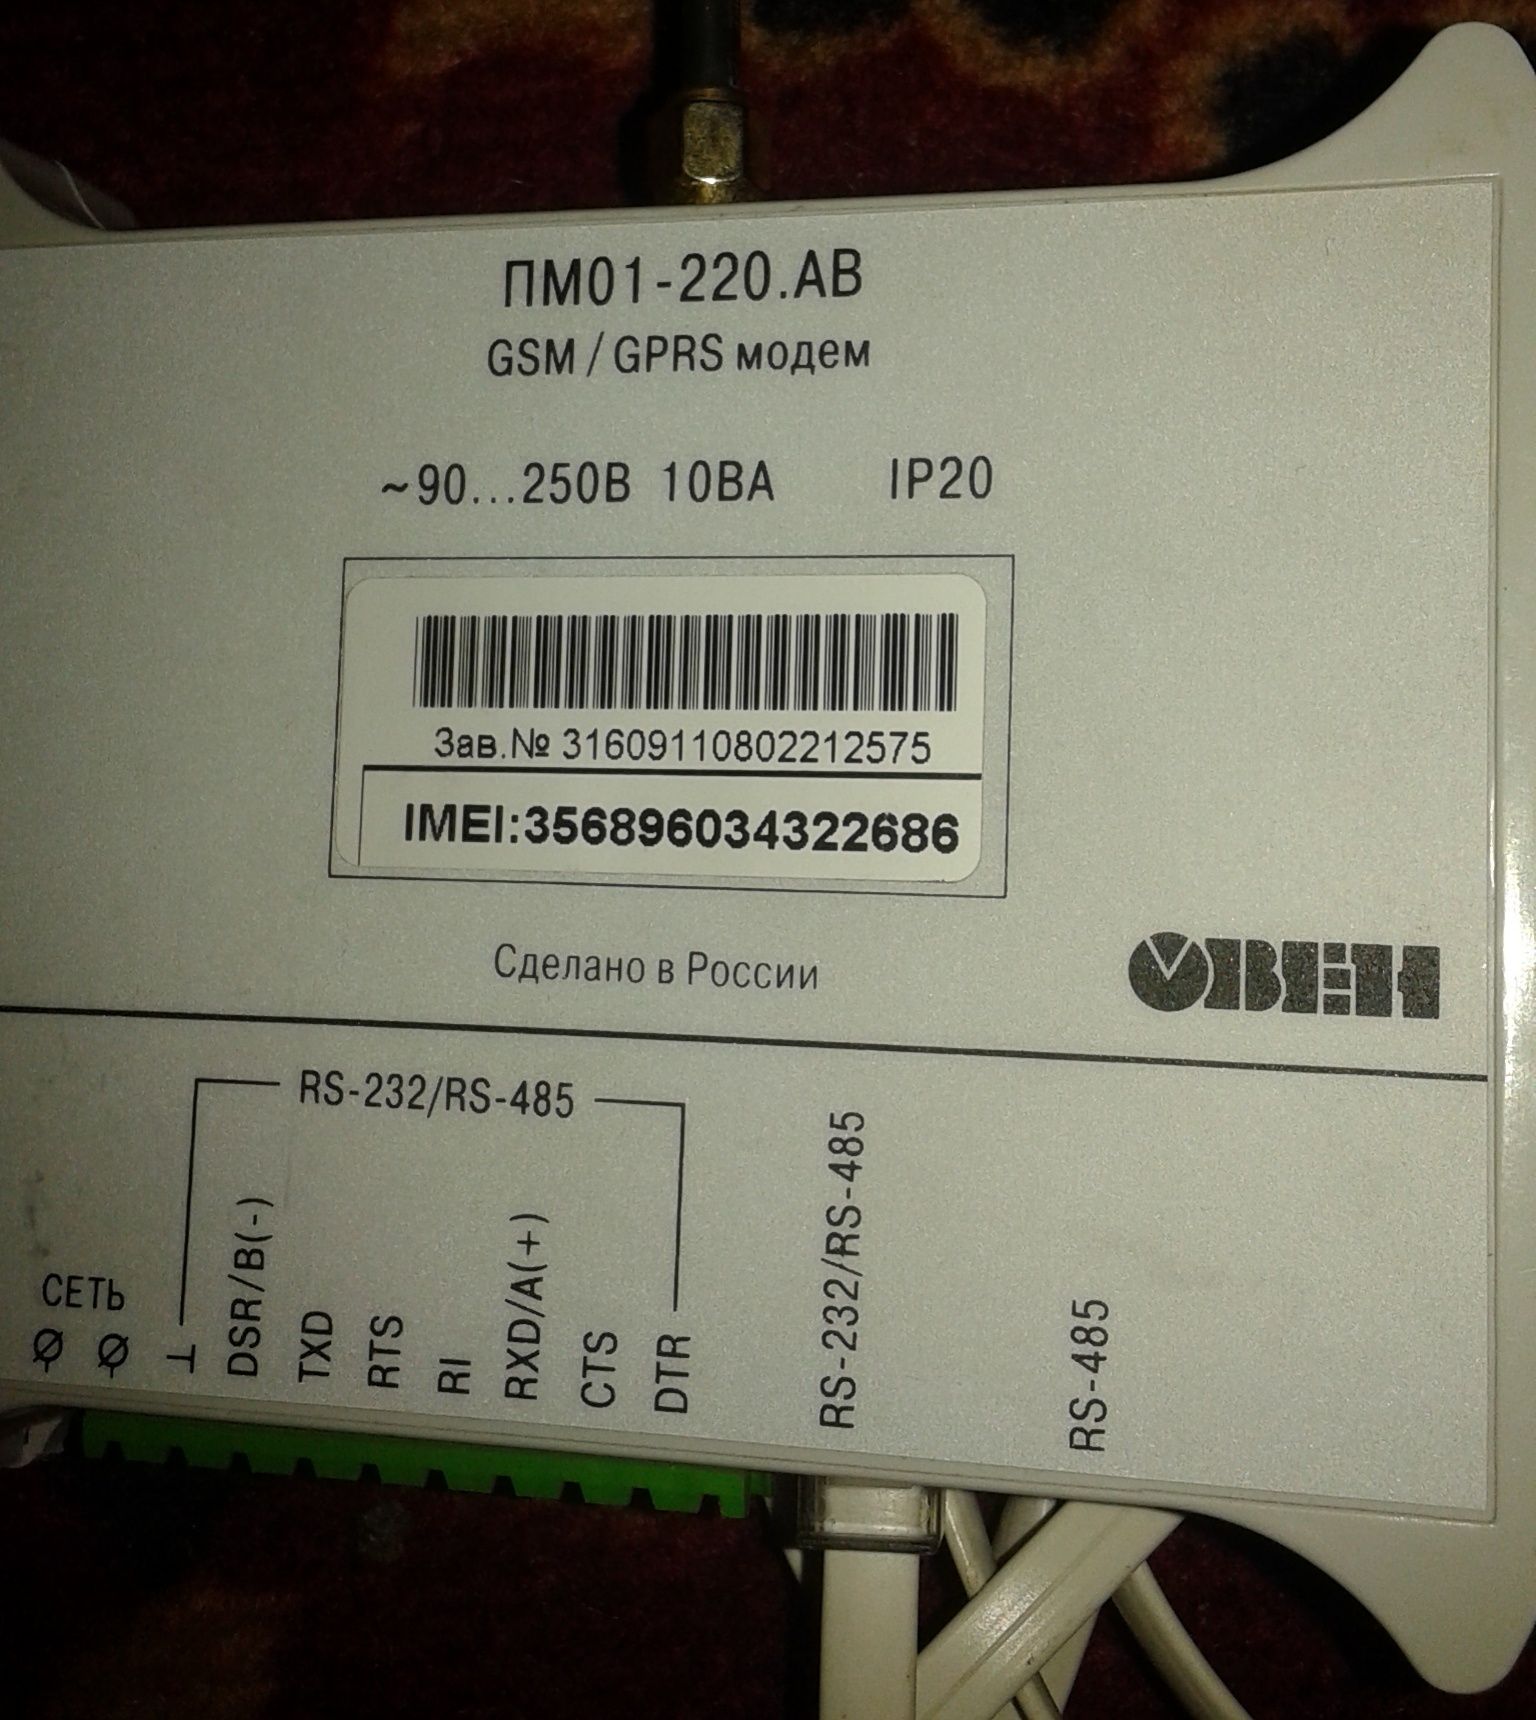 ПМ01-220.АВ
GSM / GPRS модем
~90...250В 10ВА IP20
Зав.№ 31609110802212575
IMEI:356896034322686
Сделано в России
ОВЕН
RS-232/RS-485
СЕТЬ
DSR/B(-)
TXD
RTS
RI
RXD/A(+)
CTS
DTR
RS-232/RS-485
RS-485